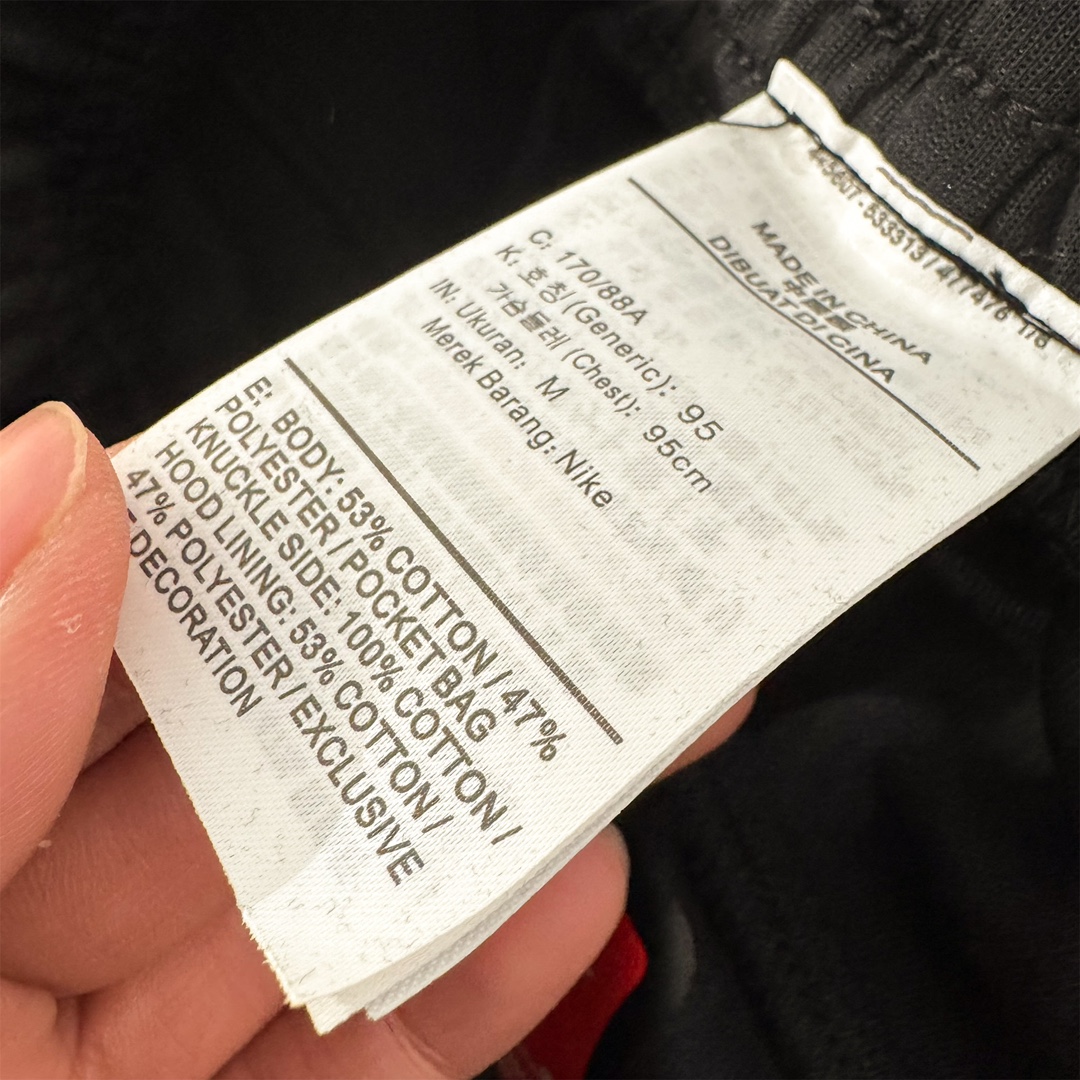 MADE IN CHINA
DIBUAT DI CINA
C: 170/88A
K: 호칭(Generic): 95
가슴둘레 (Chest): 95cm
IN: Ukuran: M
Merek Barang: Nike
E: BODY: 53% COTTON / 47%
POLYESTER / POCKET BAG
KNUCKLE SIDE: 100% COTTON /
HOOD LINING: 53% COTTON /
47% POLYESTER / EXCLUSIVE
DECORATION